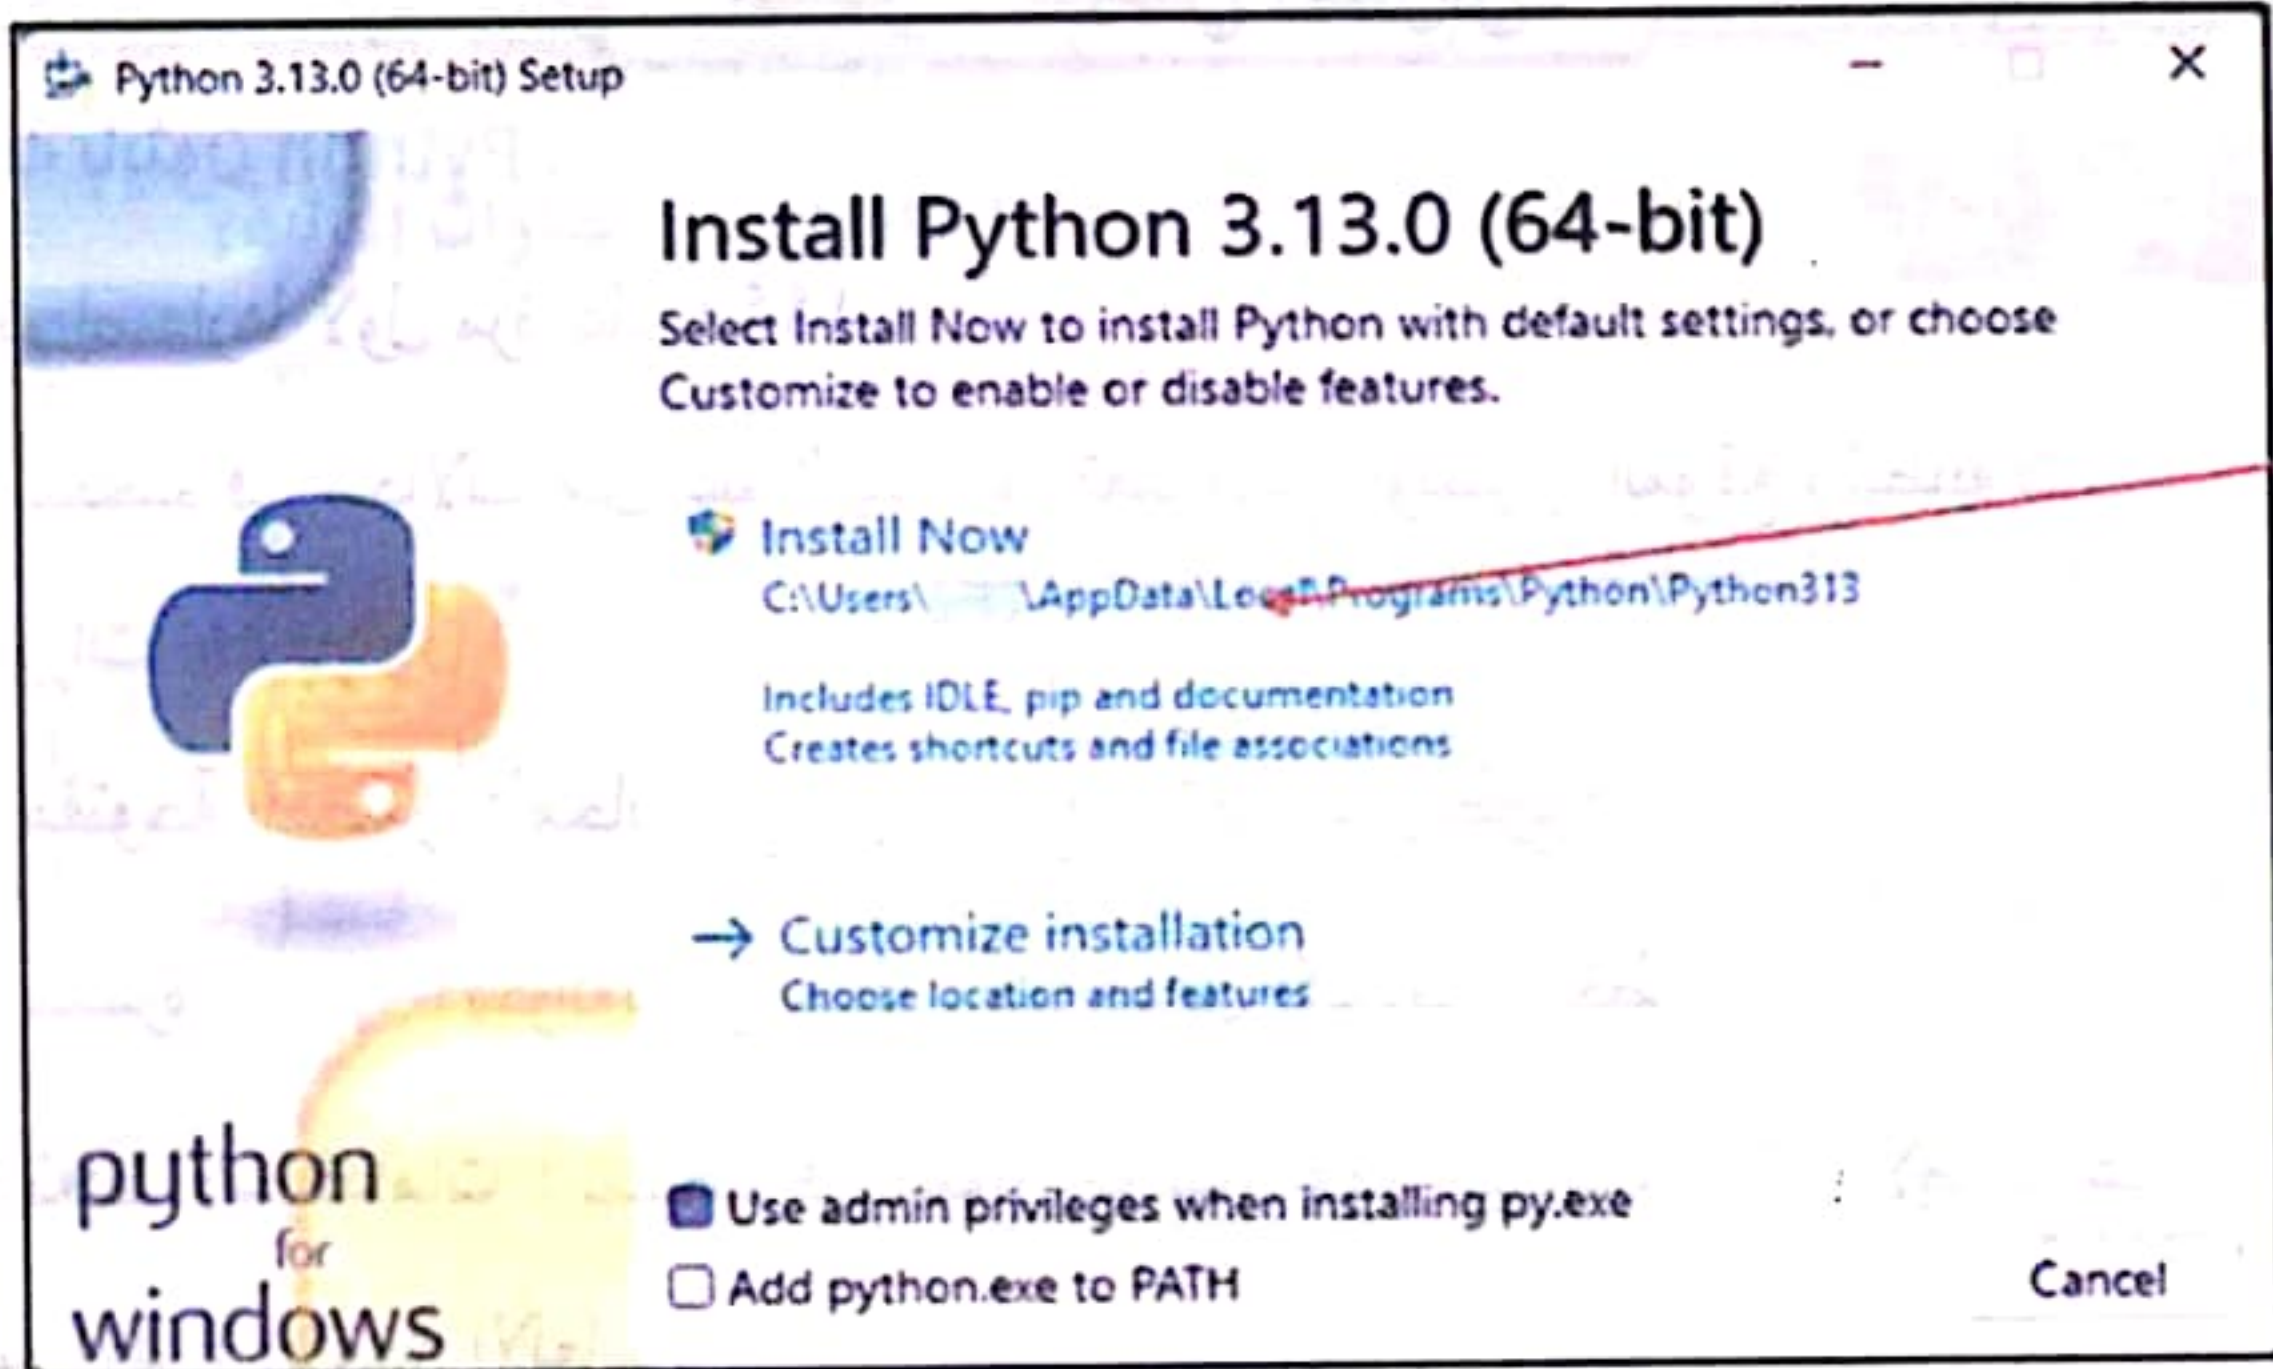 Python 3.13.0 (64-bit) Setup
Install Python 3.13.0 (64-bit)
Select Install Now to install Python with default settings, or choose
Customize to enable or disable features.
Install Now
C:\Users\ \AppData\Local\Programs\Python\Python313
Includes IDLE, pip and documentation
Creates shortcuts and file associations
Customize installation
Choose location and features
Use admin privileges when installing py.exe
Add python.exe to PATH
Cancel
python
for
windows